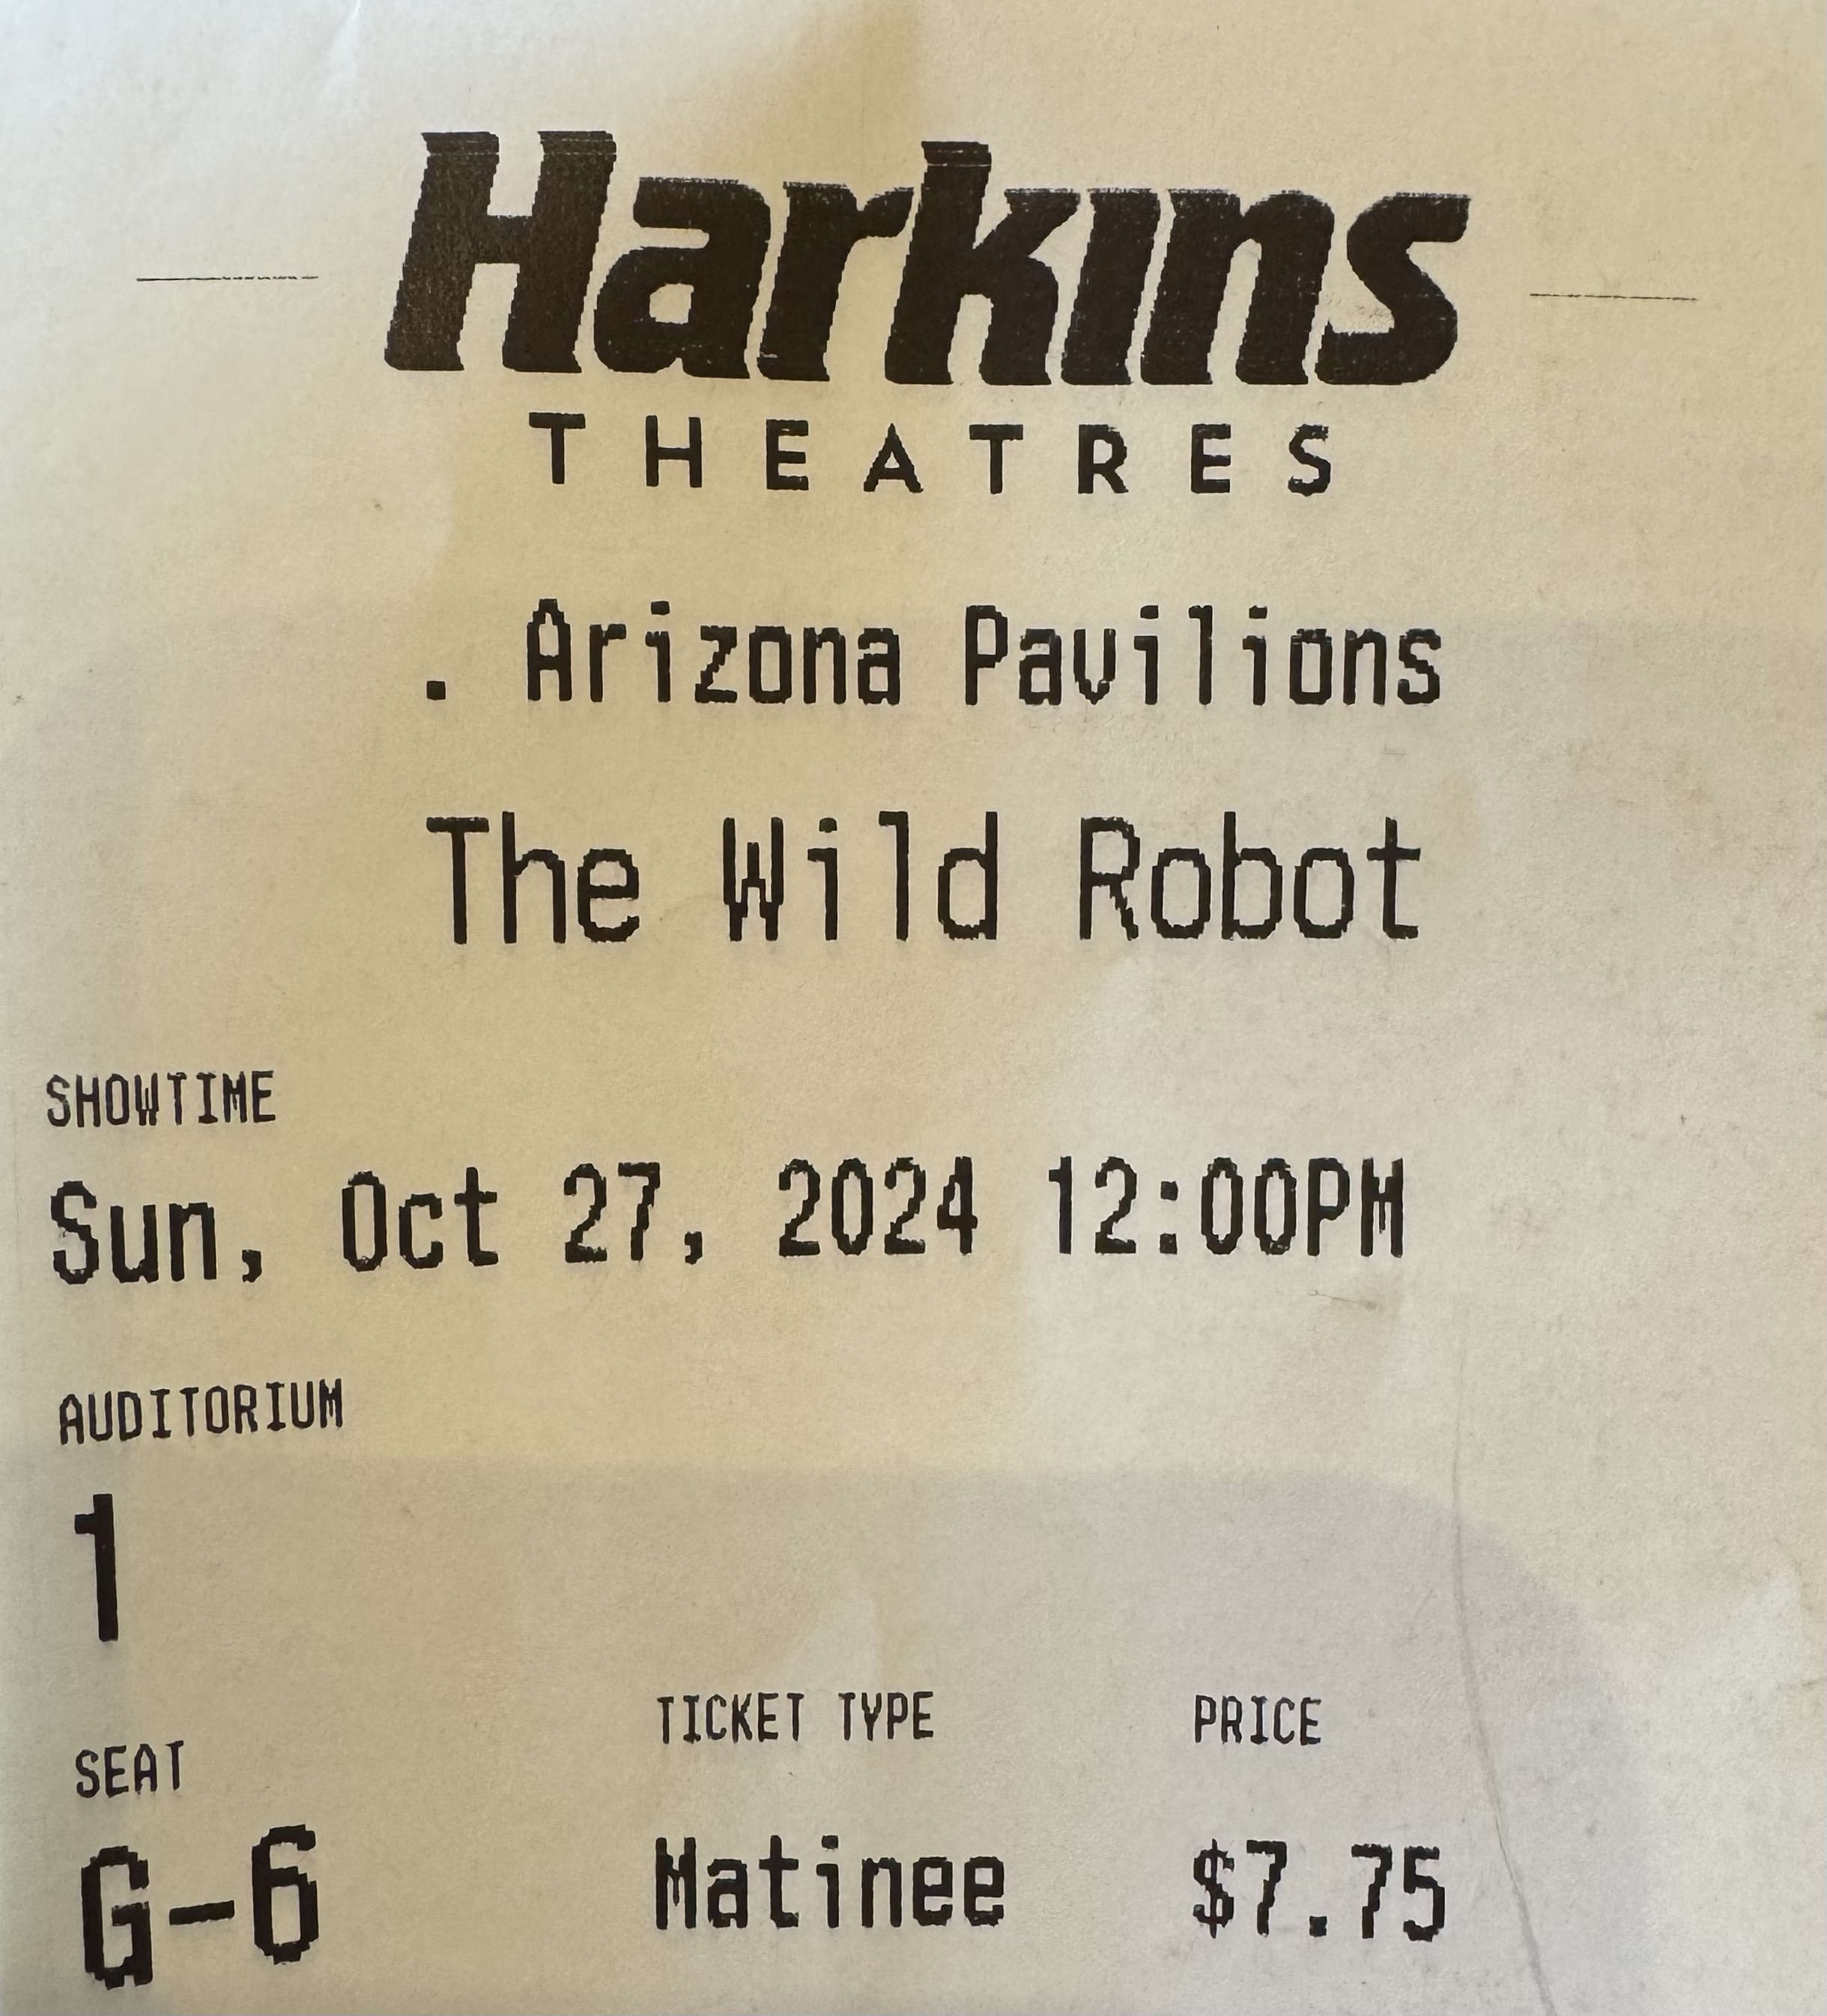 Harkins
THEATRES
. Arizona Pavilions
The Wild Robot
SHOWTIME
Sun, Oct 27, 2024 12:00PM
AUDITORIUM
1
SEAT TICKET TYPE PRICE
G-6 Matinee $7.75